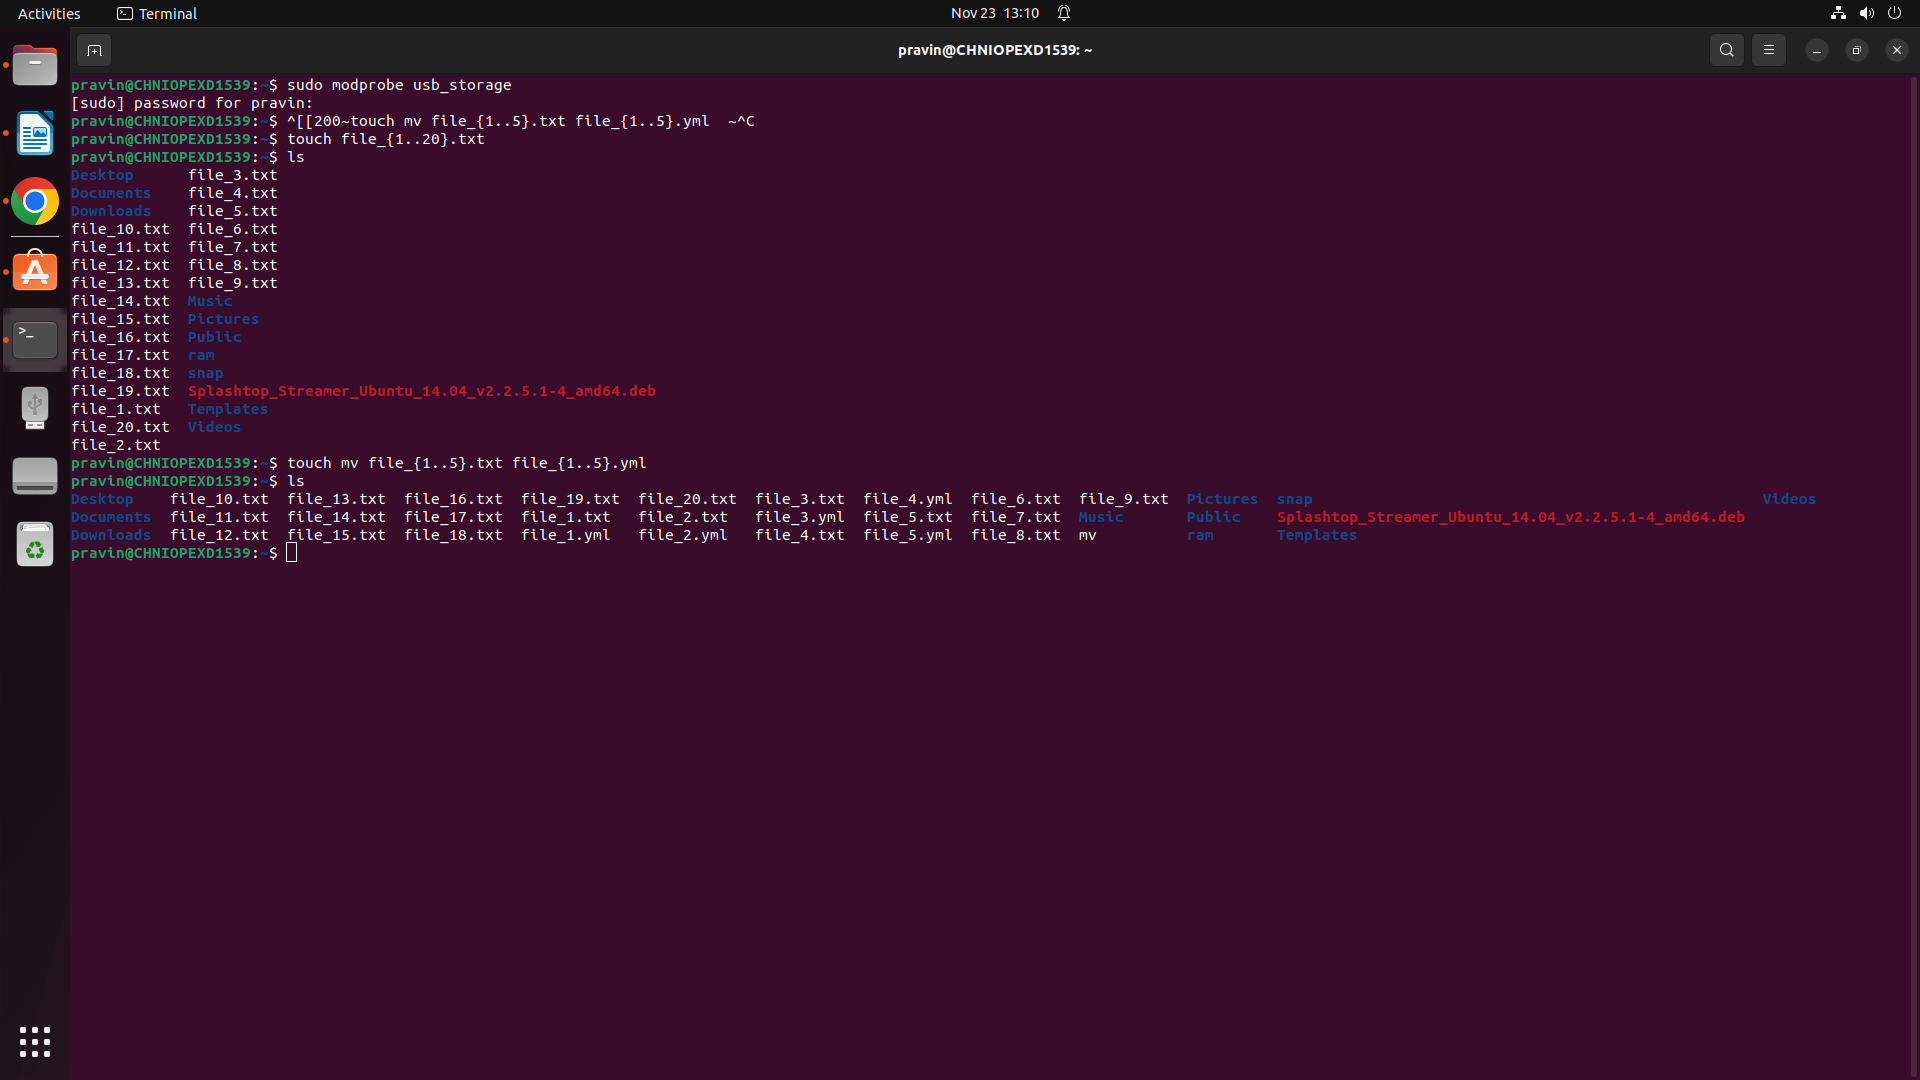 Activities Terminal Nov 23 13:10
pravin@CHNIOPEXD1539: ~
pravin@CHNIOPEXD1539:~$ sudo modprobe usb_storage
[sudo] password for pravin:
pravin@CHNIOPEXD1539:~$ ^[[200~touch mv file_{1..5}.txt file_{1..5}.yml  ~^C
pravin@CHNIOPEXD1539:~$ touch file_{1..20}.txt
pravin@CHNIOPEXD1539:~$ ls
Desktop      file_3.txt
Documents    file_4.txt
Downloads    file_5.txt
file_10.txt  file_6.txt
file_11.txt  file_7.txt
file_12.txt  file_8.txt
file_13.txt  file_9.txt
file_14.txt  Music
file_15.txt  Pictures
file_16.txt  Public
file_17.txt  ram
file_18.txt  snap
file_19.txt  Splashtop_Streamer_Ubuntu_14.04_v2.2.5.1-4_amd64.deb
file_1.txt   Templates
file_20.txt  Videos
file_2.txt
pravin@CHNIOPEXD1539:~$ touch mv file_{1..5}.txt file_{1..5}.yml
pravin@CHNIOPEXD1539:~$ ls
Desktop    file_10.txt  file_13.txt  file_16.txt  file_19.txt  file_20.txt  file_3.txt  file_4.yml  file_6.txt  file_9.txt  Pictures  snap  Videos
Documents  file_11.txt  file_14.txt  file_17.txt  file_1.txt   file_2.txt   file_3.yml  file_5.txt  file_7.txt  Music       Public    Splashtop_Streamer_Ubuntu_14.04_v2.2.5.1-4_amd64.deb
Downloads  file_12.txt  file_15.txt  file_18.txt  file_1.yml   file_2.yml   file_4.txt  file_5.yml  file_8.txt  mv          ram       Templates
pravin@CHNIOPEXD1539:~$